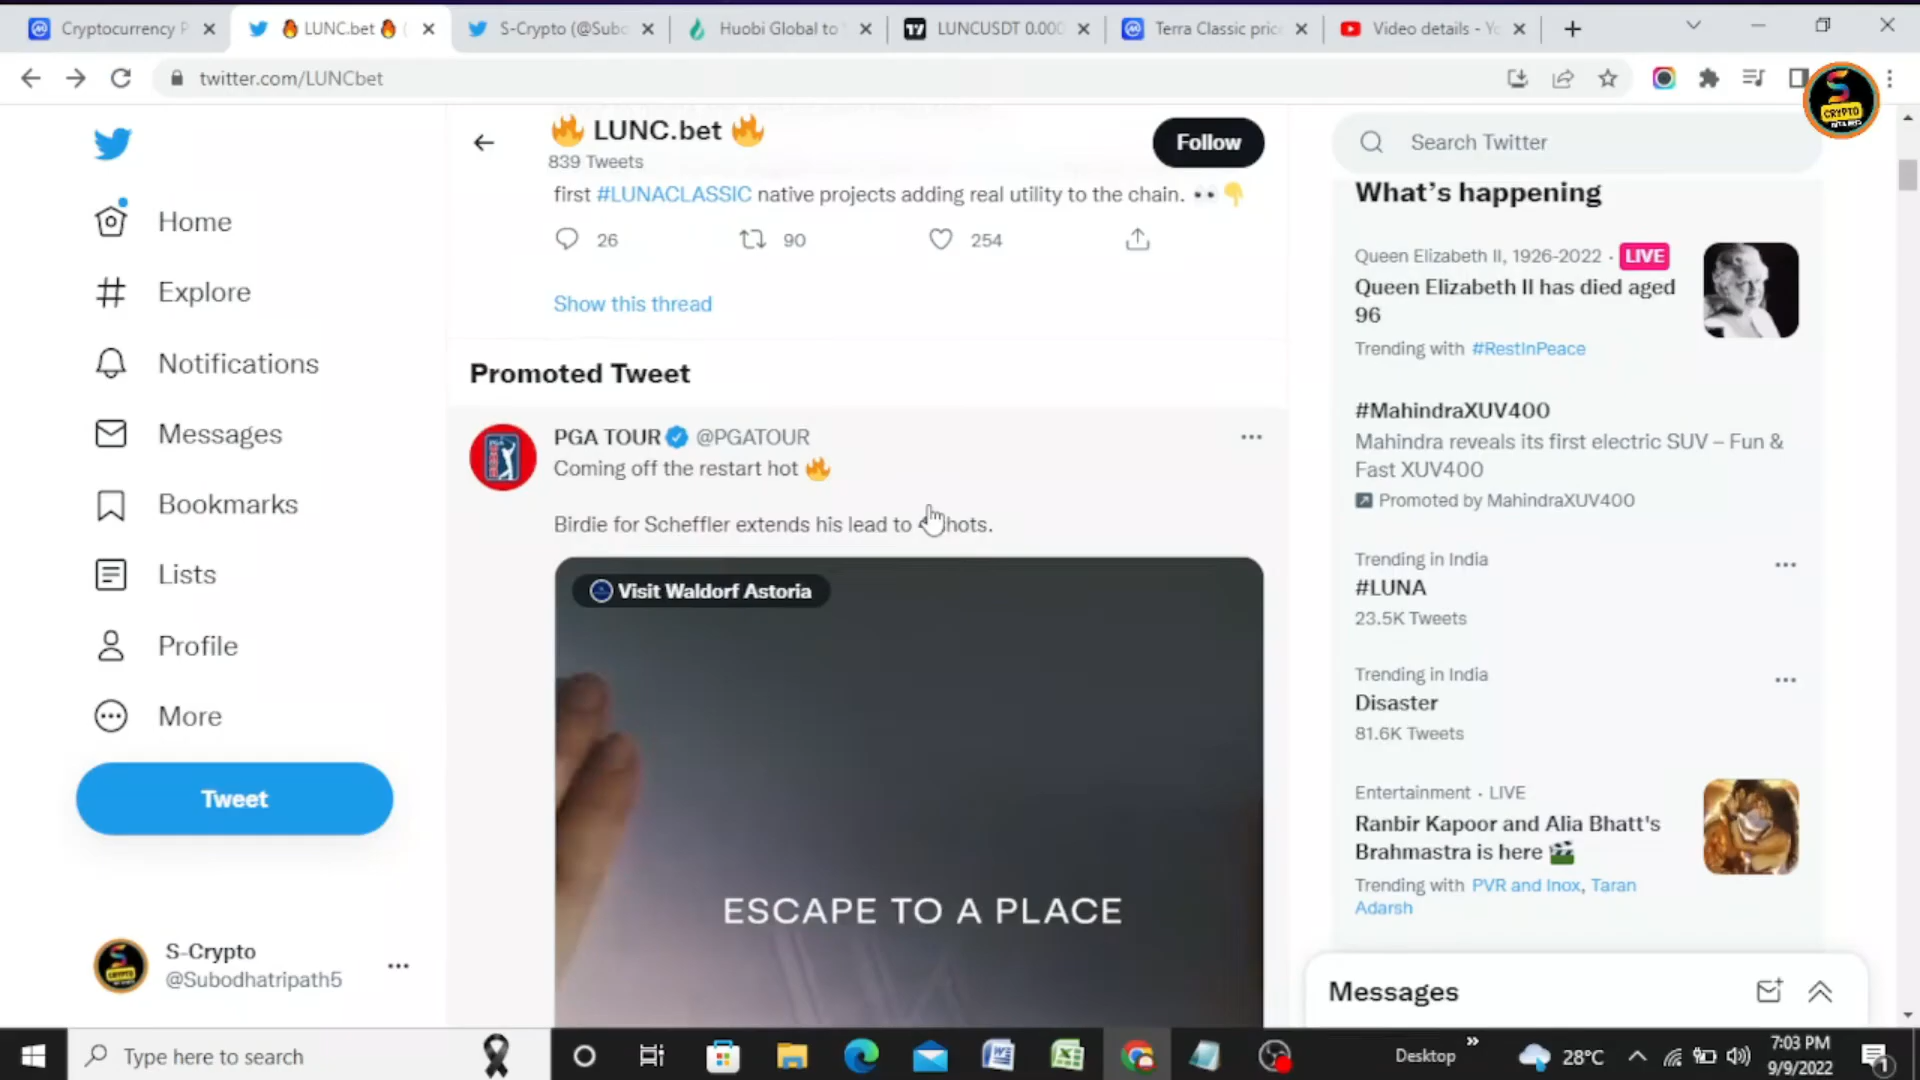 Cryptocurrency P
🔥 LUNC.bet 🔥 (
S-Crypto (@Subo
Huobi Global to
LUNCUSDT 0.000
Terra Classic pric
Video details - Yo
twitter.com/LUNCbet
S
CRYPTO
Home
Explore
Notifications
Messages
Bookmarks
Lists
Profile
More
Tweet
S-Crypto
@Subodhatripath5
🔥 LUNC.bet 🔥
839 Tweets
Follow
first #LUNACLASSIC native projects adding real utility to the chain. 👀👇
26
90
254
Show this thread
Promoted Tweet
PGA TOUR @PGATOUR
Coming off the restart hot 🔥
Birdie for Scheffler extends his lead to hots.
Visit Waldorf Astoria
ESCAPE TO A PLACE
Search Twitter
What's happening
Queen Elizabeth II, 1926-2022 · LIVE
Queen Elizabeth II has died aged
96
Trending with #RestInPeace
#MahindraXUV400
Mahindra reveals its first electric SUV – Fun &
Fast XUV400
Promoted by MahindraXUV400
Trending in India
#LUNA
23.5K Tweets
Trending in India
Disaster
81.6K Tweets
Entertainment · LIVE
Ranbir Kapoor and Alia Bhatt's
Brahmastra is here 🎬
Trending with PVR and Inox, Taran
Adarsh
Messages
Type here to search
Desktop
28°C
7:03 PM
9/9/2022
1